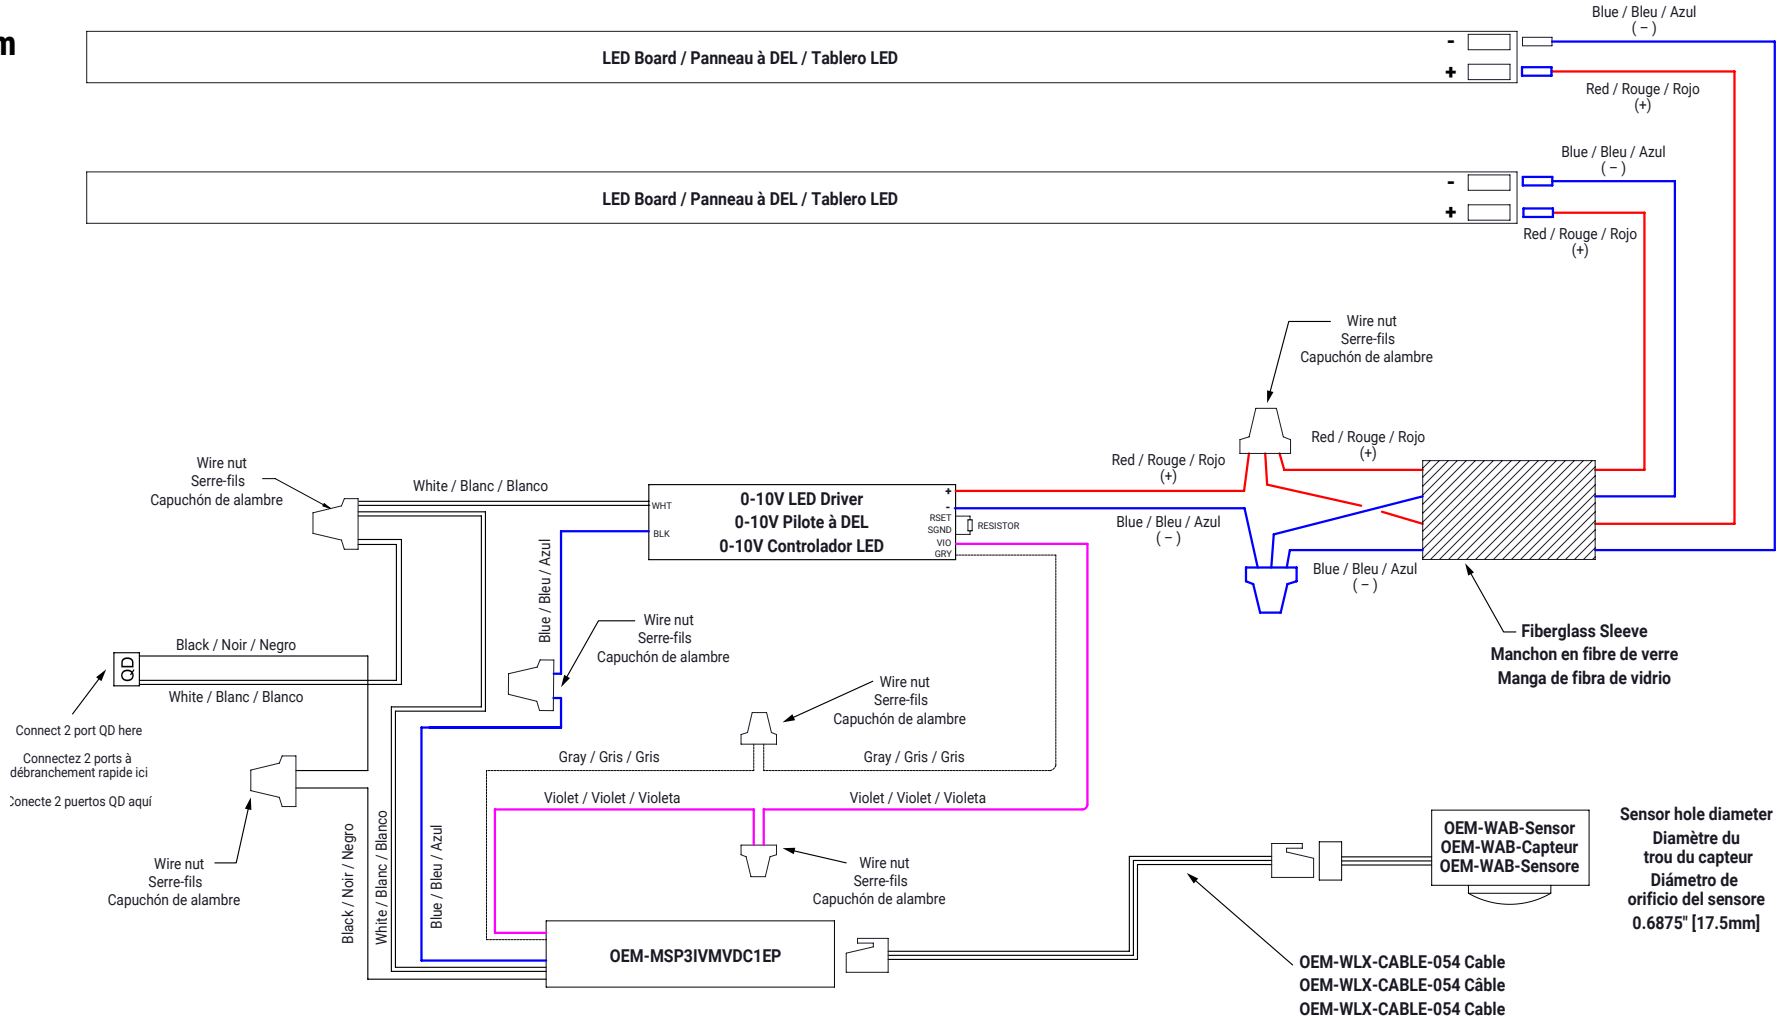 m
Blue / Bleu / Azul
( – )
LED Board / Panneau à DEL / Tablero LED
-
+
Red / Rouge / Rojo
(+)
Blue / Bleu / Azul
( – )
LED Board / Panneau à DEL / Tablero LED
-
+
Red / Rouge / Rojo
(+)
Wire nut
Serre-fils
Capuchón de alambre
Red / Rouge / Rojo
(+)
Red / Rouge / Rojo
(+)
Wire nut
Serre-fils
Capuchón de alambre
White / Blanc / Blanco
WHT
BLK
0-10V LED Driver
0-10V Pilote à DEL
0-10V Controlador LED
+
-
RSET
SGND
VIO
GRY
RESISTOR
Blue / Bleu / Azul
( – )
Blue / Bleu / Azul
( – )
Blue / Bleu / Azul
Fiberglass Sleeve
Manchon en fibre de verre
Manga de fibra de vidrio
Wire nut
Serre-fils
Capuchón de alambre
Black / Noir / Negro
QD
White / Blanc / Blanco
Connect 2 port QD here
Connectez 2 ports à
débranchement rapide ici
Conecte 2 puertos QD aquí
Wire nut
Serre-fils
Capuchón de alambre
Gray / Gris / Gris
Gray / Gris / Gris
Violet / Violet / Violeta
Violet / Violet / Violeta
Wire nut
Serre-fils
Capuchón de alambre
Wire nut
Serre-fils
Capuchón de alambre
Black / Noir / Negro
White / Blanc / Blanco
Blue / Bleu / Azul
OEM-MSP3IVMVDC1EP
OEM-WAB-Sensor
OEM-WAB-Capteur
OEM-WAB-Sensore
Sensor hole diameter
Diamètre du
trou du capteur
Diámetro de
orificio del sensore
0.6875" [17.5mm]
OEM-WLX-CABLE-054 Cable
OEM-WLX-CABLE-054 Câble
OEM-WLX-CABLE-054 Cable